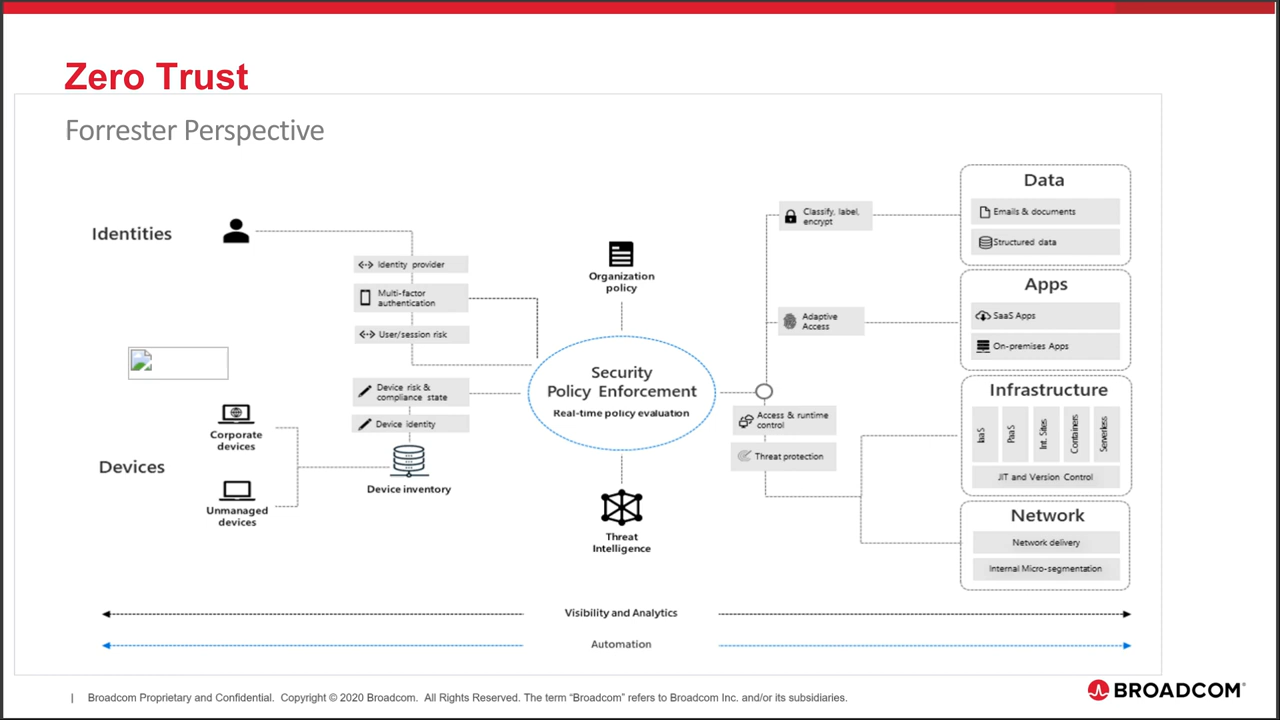 Zero Trust
Forrester Perspective
Identities
Identity provider
Multi-factor
authentication
User/session risk
Device risk &
compliance state
Device identity
Device inventory
Corporate
devices
Devices
Unmanaged
devices
Organization
policy
Security
Policy Enforcement
Real-time policy evaluation
Threat
Intelligence
Classify, label,
encrypt
Adaptive
Access
Access & runtime
control
Threat protection
Data
Emails & documents
Structured data
Apps
SaaS Apps
On-premises Apps
Infrastructure
IaaS
PaaS
Int. Sites
Containers
Serverless
JIT and Version Control
Network
Network delivery
Internal Micro-segmentation
Visibility and Analytics
Automation
| Broadcom Proprietary and Confidential. Copyright © 2020 Broadcom. All Rights Reserved. The term “Broadcom” refers to Broadcom Inc. and/or its subsidiaries.
BROADCOM®